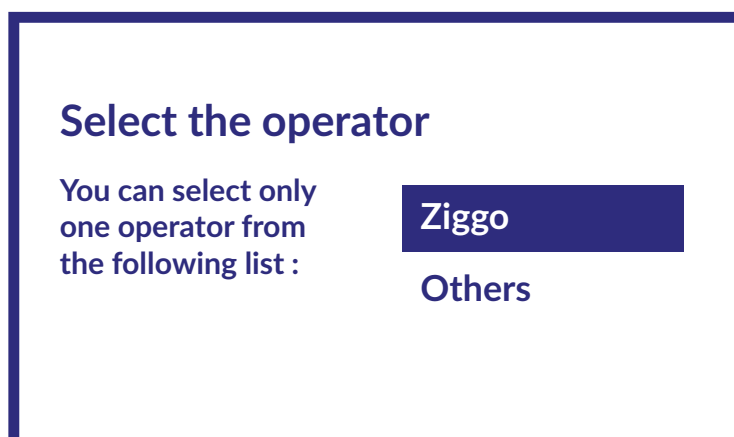 Select the operator
You can select only
one operator from
the following list :
Ziggo
Others